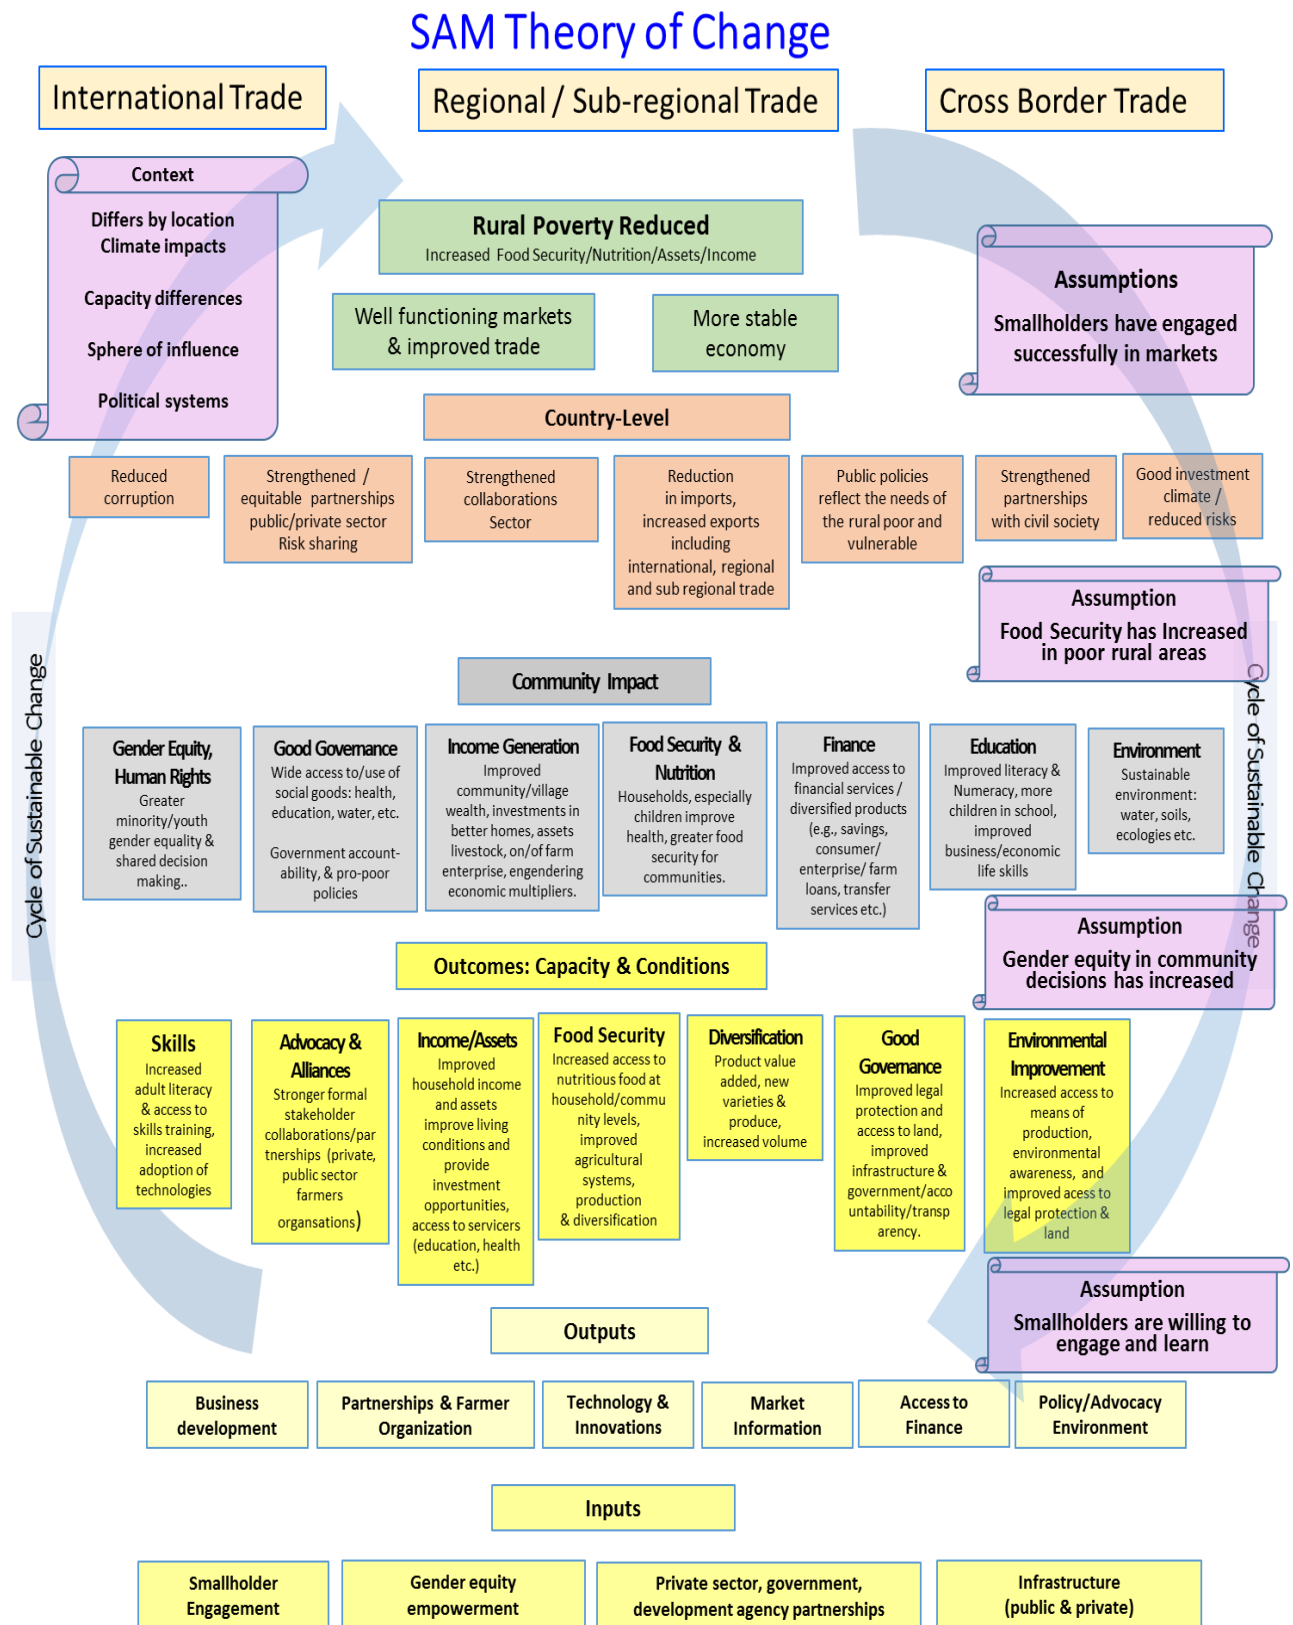 SAM Theory of Change
International Trade
Regional / Sub-regional Trade
Cross Border Trade
Context
Differs by location
Climate impacts
Capacity differences
Sphere of influence
Political systems
Rural Poverty Reduced
Increased Food Security/Nutrition/Assets/Income
Well functioning markets
& improved trade
More stable
economy
Assumptions
Smallholders have engaged
successfully in markets
Country-Level
Reduced
corruption
Strengthened /
equitable partnerships
public/private sector
Risk sharing
Strengthened
collaborations
Sector
Reduction
in imports,
increased exports
including
international, regional
and sub regional trade
Public policies
reflect the needs of
the rural poor and
vulnerable
Strengthened
partnerships
with civil society
Good investment
climate /
reduced risks
Assumption
Food Security has Increased
in poor rural areas
Cycle of Sustainable Change
Cycle of Sustainable Change
Community Impact
Gender Equity,
Human Rights
Greater
minority/youth
gender equality &
shared decision
making..
Good Governance
Wide access to/use of
social goods: health,
education, water, etc.
Government account-
ability, & pro-poor
policies
Income Generation
Improved
community/village
wealth, investments in
better homes, assets
livestock, on/of farm
enterprise, engendering
economic multipliers.
Food Security &
Nutrition
Households, especially
children improve
health, greater food
security for
communities.
Finance
Improved access to
financial services /
diversified products
(e.g., savings,
consumer/
enterprise/ farm
loans, transfer
services etc.)
Education
Improved literacy &
Numeracy, more
children in school,
improved
business/economic
life skills
Environment
Sustainable
environment:
water, soils,
ecologies etc.
Assumption
Gender equity in community
decisions has increased
Outcomes: Capacity & Conditions
Skills
Increased
adult literacy
& access to
skills training,
increased
adoption of
technologies
Advocacy &
Alliances
Stronger formal
stakeholder
collaborations/par
tnerships (private,
public sector
farmers
organsations)
Income/Assets
Improved
household income
and assets
improve living
conditions and
provide
investment
opportunities,
access to servicers
(education, health
etc.)
Food Security
Increased access to
nutritious food at
household/commu
nity levels,
improved
agricultural
systems,
production
& diversification
Diversification
Product value
added, new
varieties &
produce,
increased volume
Good
Governance
Improved legal
protection and
access to land,
improved
infrastructure &
government/acco
untability/transp
arency.
Environmental
Improvement
Increased access to
means of
production,
environmental
awareness, and
improved acess to
legal protection &
land
Assumption
Smallholders are willing to
engage and learn
Outputs
Business
development
Partnerships & Farmer
Organization
Technology &
Innovations
Market
Information
Access to
Finance
Policy/Advocacy
Environment
Inputs
Smallholder
Engagement
Gender equity
empowerment
Private sector, government,
development agency partnerships
Infrastructure
(public & private)